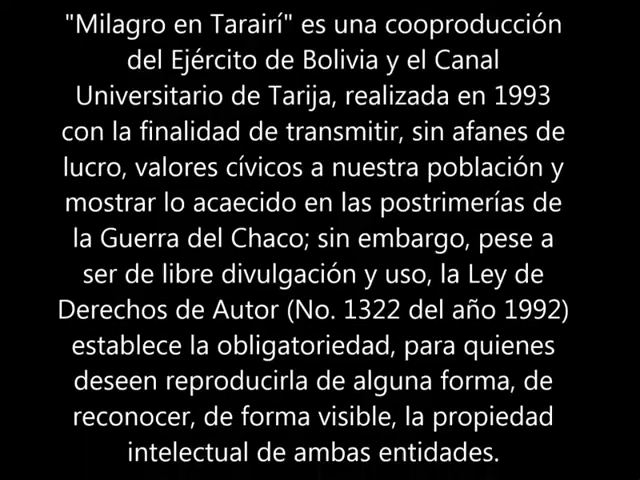 "Milagro en Tarairí" es una cooproducción
del Ejército de Bolivia y el Canal
Universitario de Tarija, realizada en 1993
con la finalidad de transmitir, sin afanes de
lucro, valores cívicos a nuestra población y
mostrar lo acaecido en las postrimerías de
la Guerra del Chaco; sin embargo, pese a
ser de libre divulgación y uso, la Ley de
Derechos de Autor (No. 1322 del año 1992)
establece la obligatoriedad, para quienes
deseen reproducirla de alguna forma, de
reconocer, de forma visible, la propiedad
intelectual de ambas entidades.